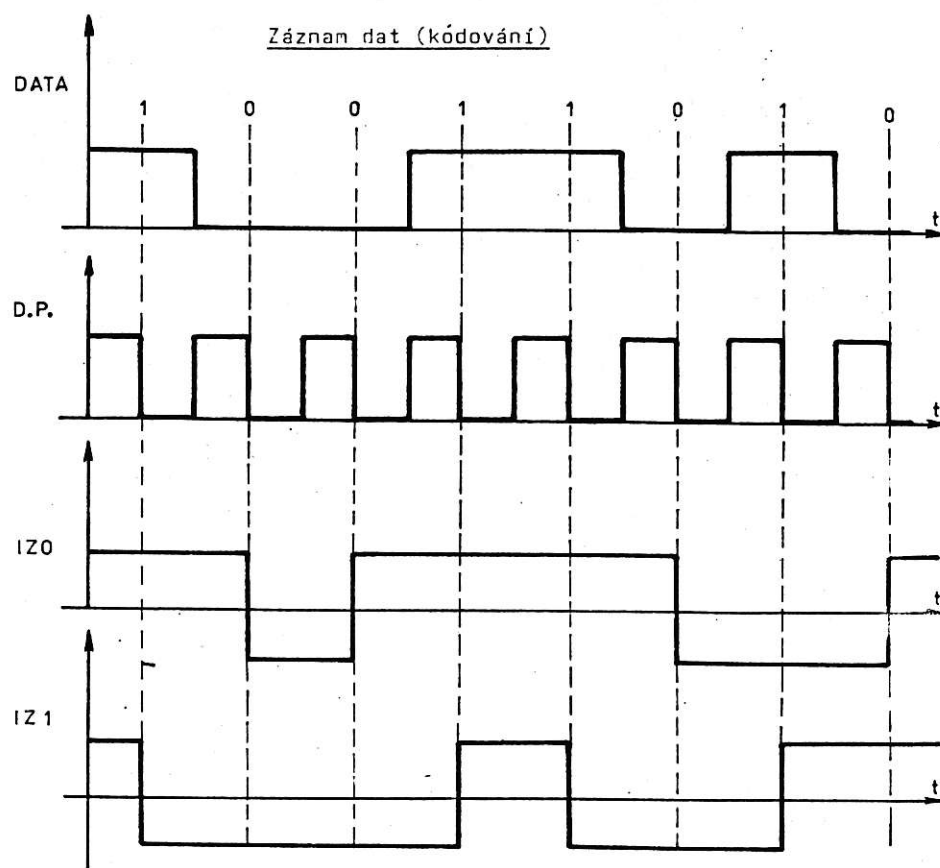 Záznam dat (kódování)
DATA
1 0 0 1 1 0 1 0
t
D.P.
t
IZ0
t
IZ1
t